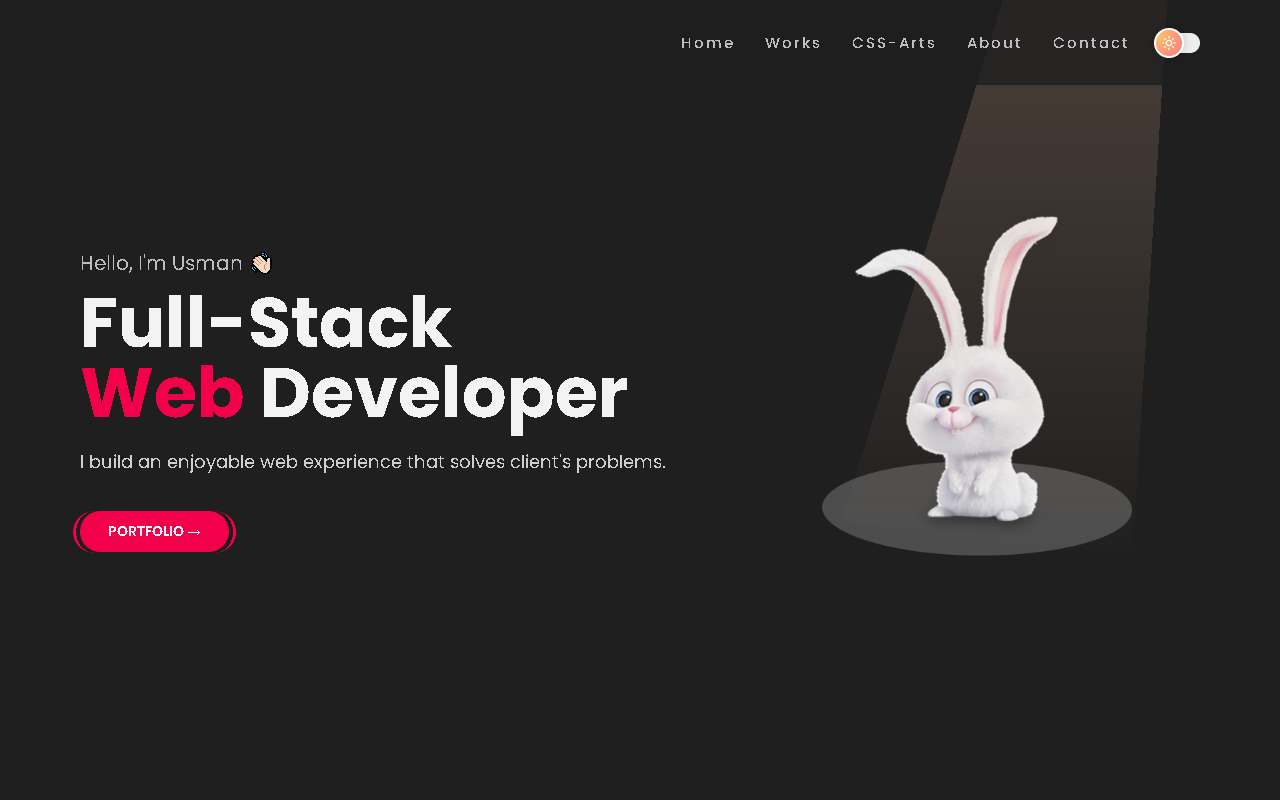 Home Works CSS-Arts About Contact
Hello, I'm Usman 👋🏻
Full-Stack
Web Developer
I build an enjoyable web experience that solves client's problems.
PORTFOLIO →